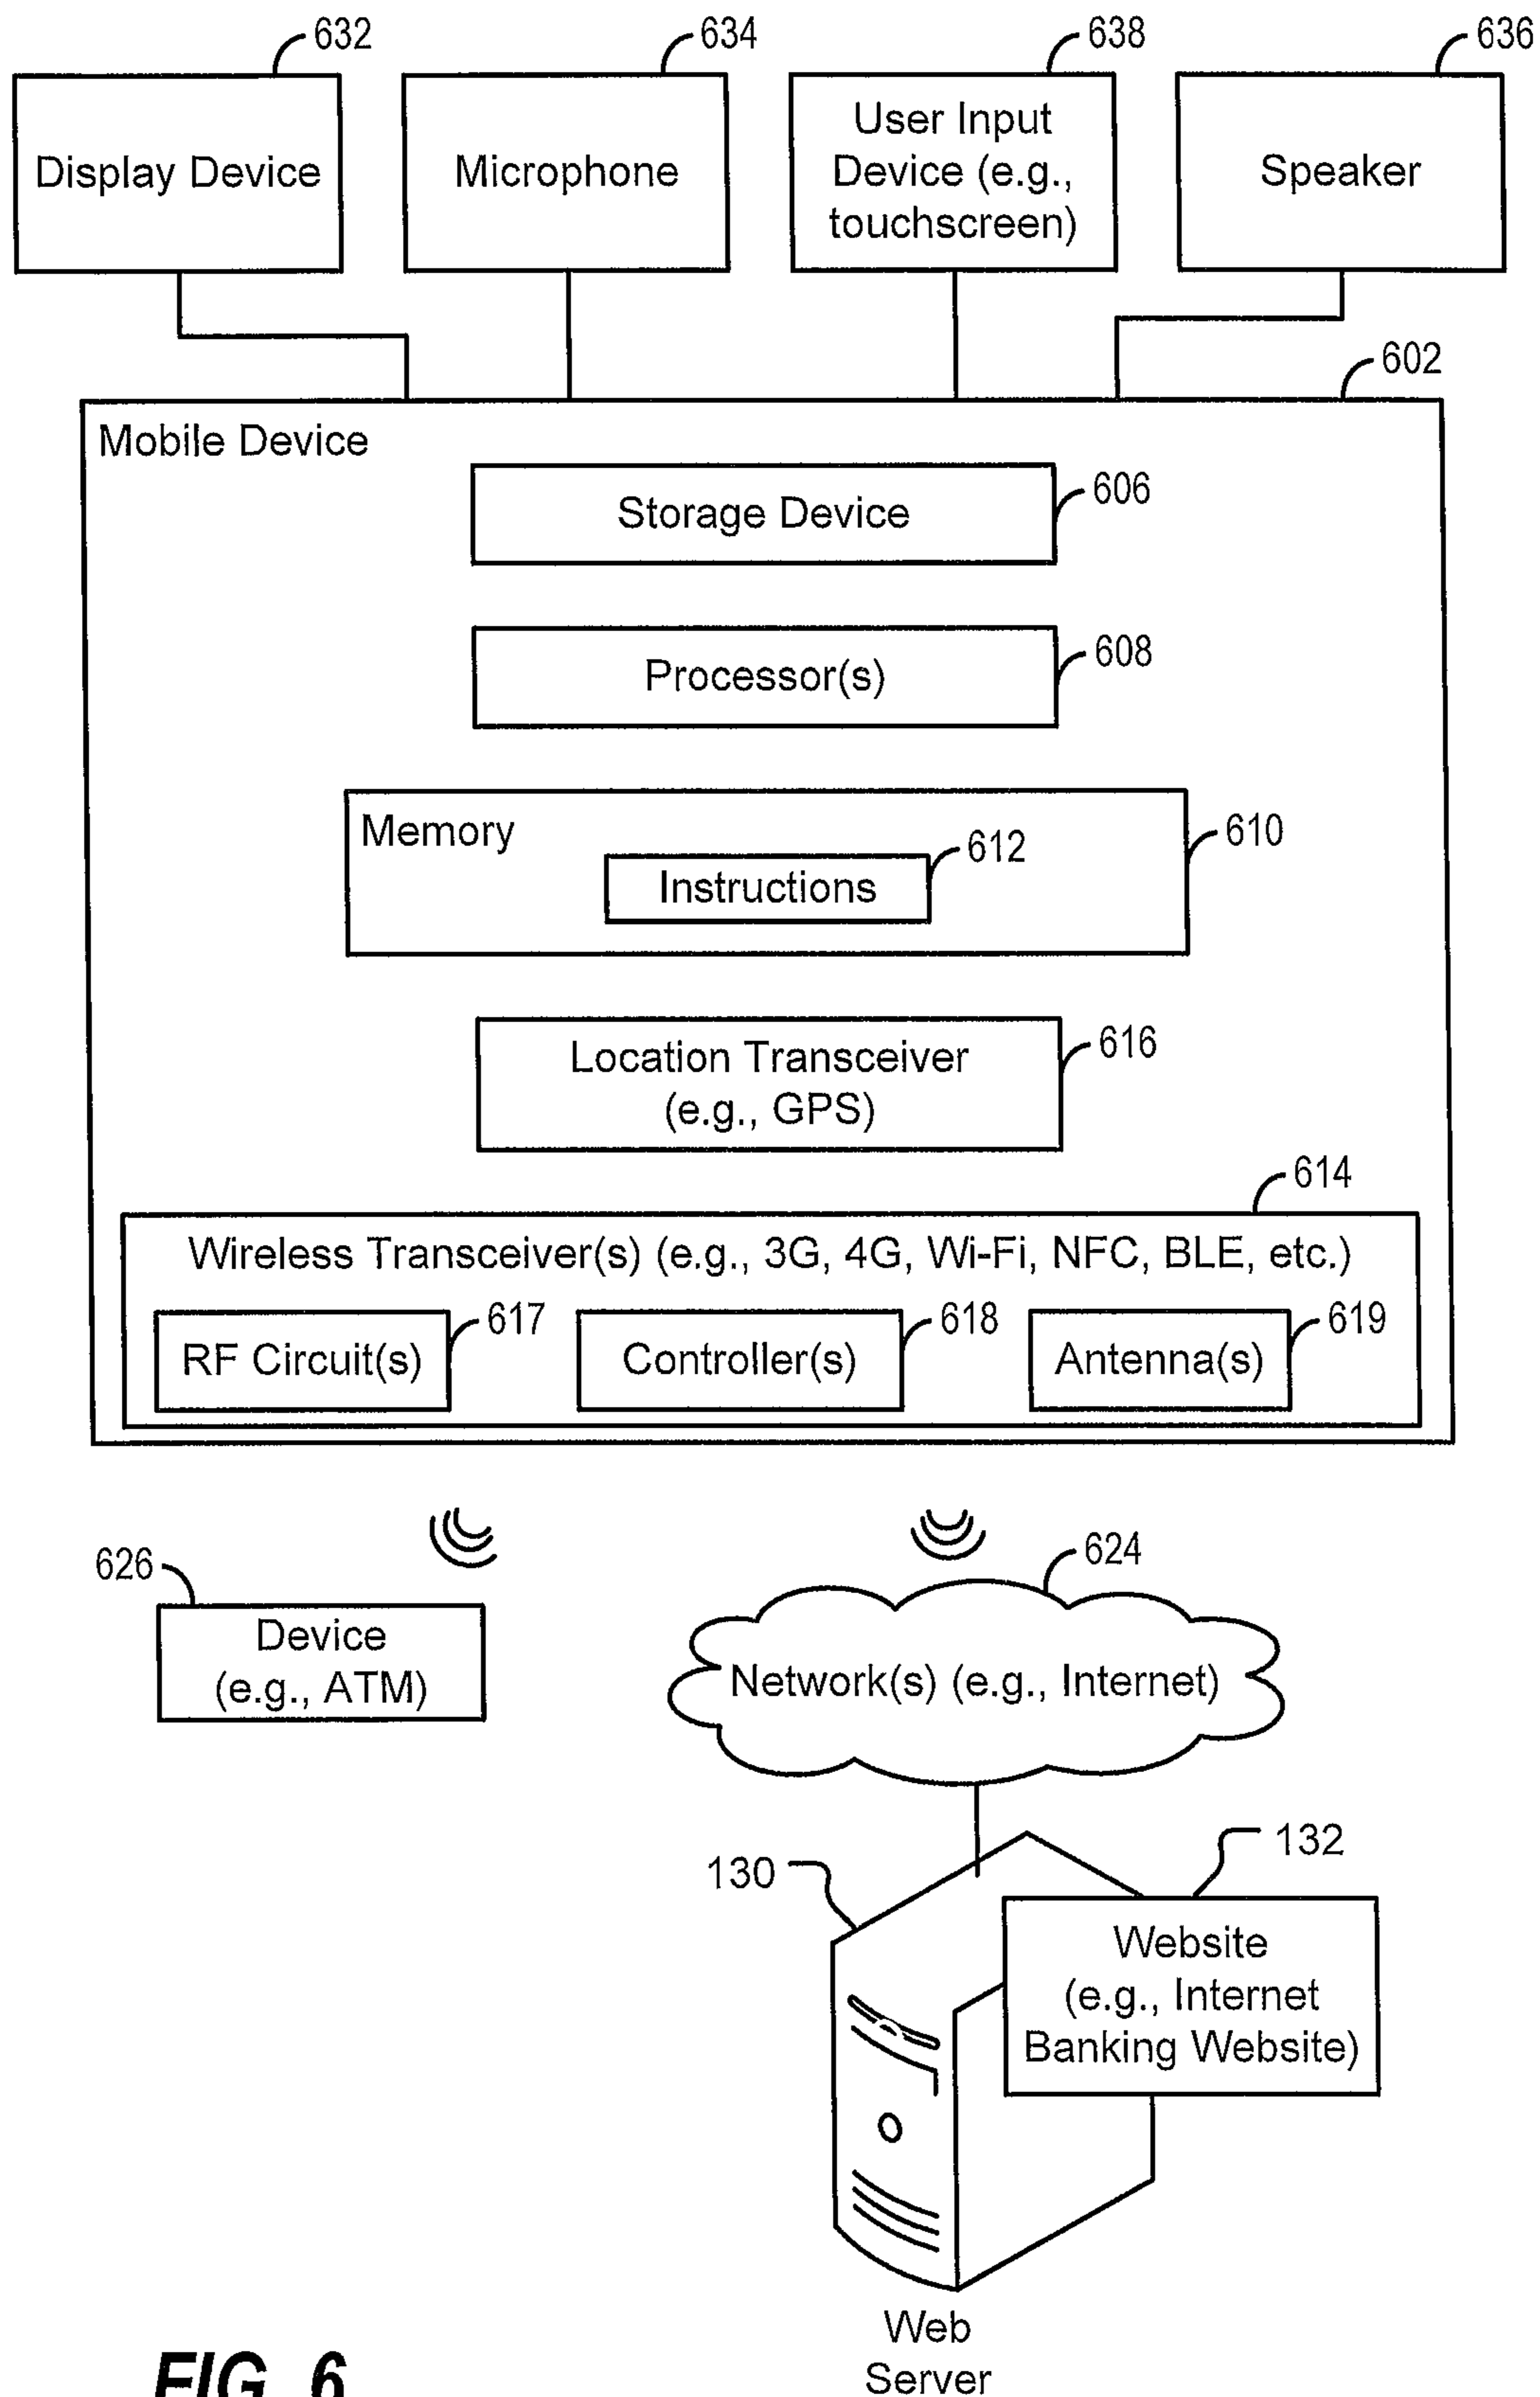 632
634
638
636
Display Device
Microphone
User Input
Device (e.g.,
touchscreen)
Speaker
602
Mobile Device
Storage Device
606
Processor(s)
608
Memory
610
612
Instructions
Location Transceiver
(e.g., GPS)
616
614
Wireless Transceiver(s) (e.g., 3G, 4G, Wi-Fi, NFC, BLE, etc.)
RF Circuit(s)
617
Controller(s)
618
Antenna(s)
619
626
Device
(e.g., ATM)
624
Network(s) (e.g., Internet)
130
132
Website
(e.g., Internet
Banking Website)
Web
Server
FIG. 6